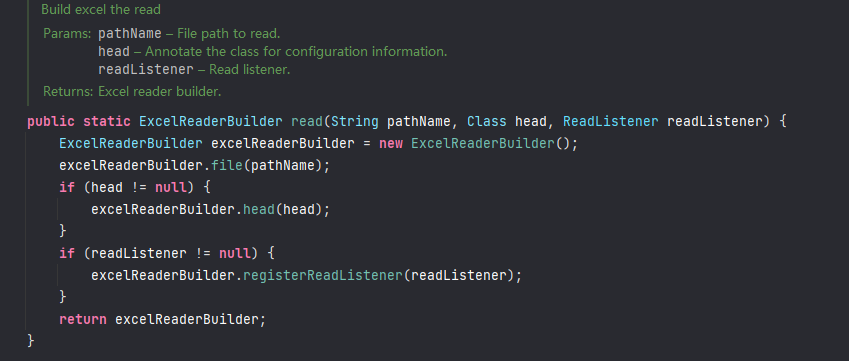 Build excel the read
Params: pathName – File path to read.
head – Annotate the class for configuration information.
readListener – Read listener.
Returns: Excel reader builder.
public static ExcelReaderBuilder read(String pathName, Class head, ReadListener readListener) {
    ExcelReaderBuilder excelReaderBuilder = new ExcelReaderBuilder();
    excelReaderBuilder.file(pathName);
    if (head != null) {
        excelReaderBuilder.head(head);
    }
    if (readListener != null) {
        excelReaderBuilder.registerReadListener(readListener);
    }
    return excelReaderBuilder;
}